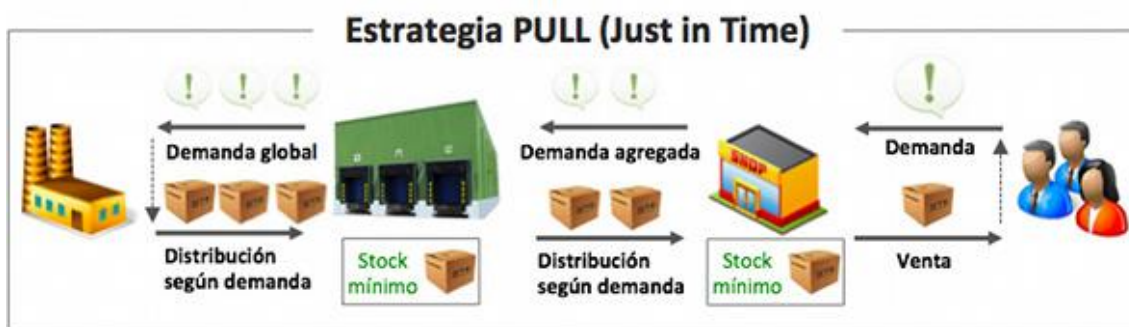 Estrategia PULL (Just in Time)
Demanda global
Demanda agregada
Demanda
SHOP
Distribución
según demanda
Stock
mínimo
Distribución
según demanda
Stock
mínimo
Venta